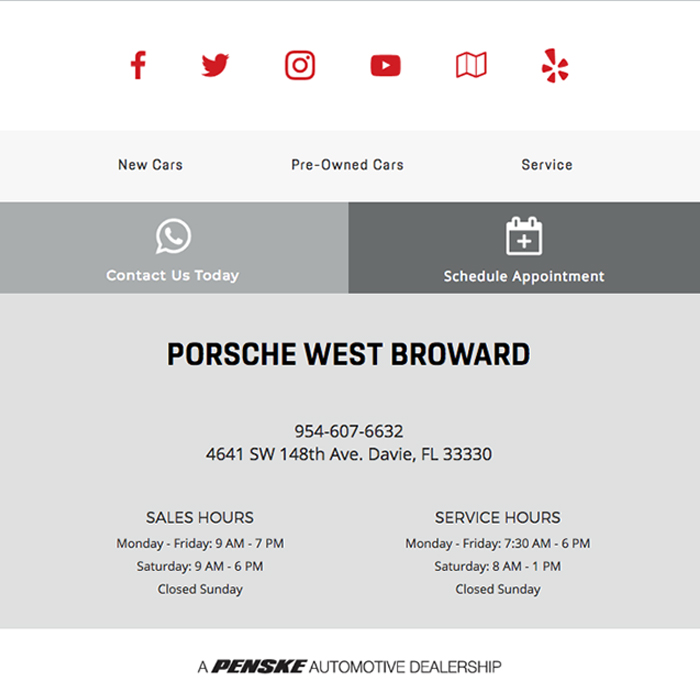 New Cars Pre-Owned Cars Service
Contact Us Today Schedule Appointment
PORSCHE WEST BROWARD
954-607-6632
4641 SW 148th Ave. Davie, FL 33330
SALES HOURS
Monday - Friday: 9 AM - 7 PM
Saturday: 9 AM - 6 PM
Closed Sunday
SERVICE HOURS
Monday - Friday: 7:30 AM - 6 PM
Saturday: 8 AM - 1 PM
Closed Sunday
A PENSKE AUTOMOTIVE DEALERSHIP